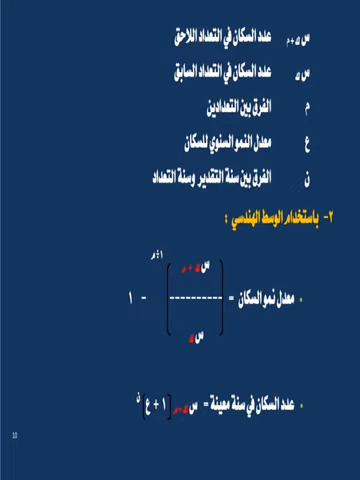 س ه + م عدد السكان في التعداد اللاحق
س ه عدد السكان في التعداد السابق
م الفرق بين التعدادين
ع معدل النمو السنوي للسكان
ن الفرق بين سنة التقدير وسنة التعداد
٢- باستخدام الوسط الهندسي :
١ ÷ م
س ه + م
• معدل نمو السكان = ---------- - ١
س ه
• عدد السكان في سنة معينة = س ه + م [ ١ + ع ] ن
10